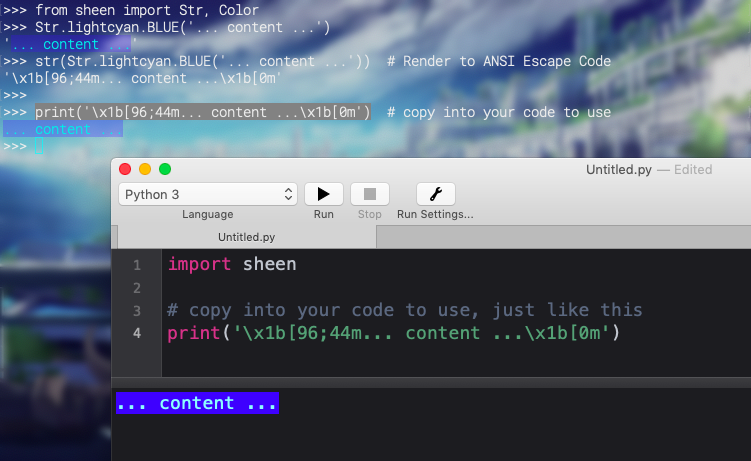 >>> from sheen import Str, Color
>>> Str.lightcyan.BLUE('... content ...')
'... content ...'
>>> str(Str.lightcyan.BLUE('... content ...'))  # Render to ANSI Escape Code
'\x1b[96;44m... content ...\x1b[0m'
>>>
>>> print('\x1b[96;44m... content ...\x1b[0m')  # copy into your code to use
... content ...
>>>
Untitled.py — Edited
Python 3
Language Run Stop Run Settings...
Untitled.py
1 import sheen
2
3 # copy into your code to use, just like this
4 print('\x1b[96;44m... content ...\x1b[0m')
... content ...